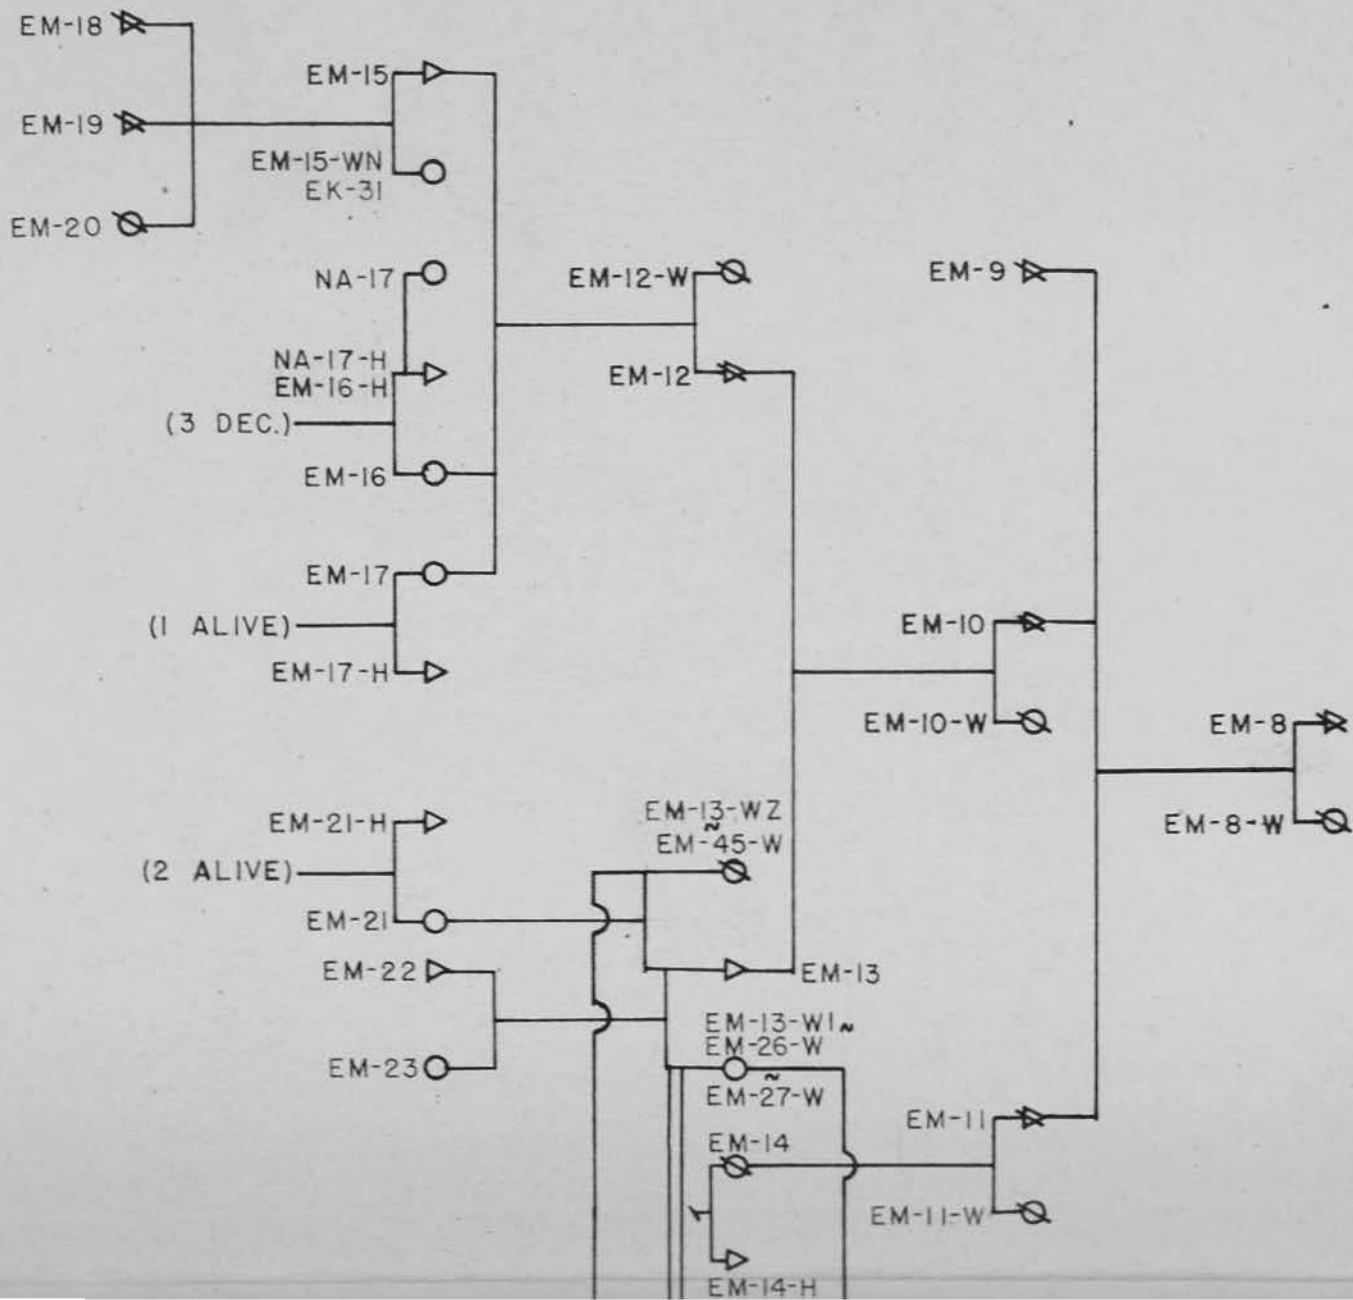 EM-18
EM-15
EM-19
EM-15-WN
EK-31
EM-20
NA-17
EM-12-W
EM-9
NA-17-H
EM-16-H
EM-12
(3 DEC.)
EM-16
EM-17
(1 ALIVE)
EM-10
EM-17-H
EM-10-W
EM-8
EM-21-H
EM-13-WZ
~
EM-45-W
EM-8-W
(2 ALIVE)
EM-21
EM-22
EM-13
EM-13-W1~
EM-26-W
~
EM-27-W
EM-23
EM-11
EM-14
EM-11-W
EM-14-H